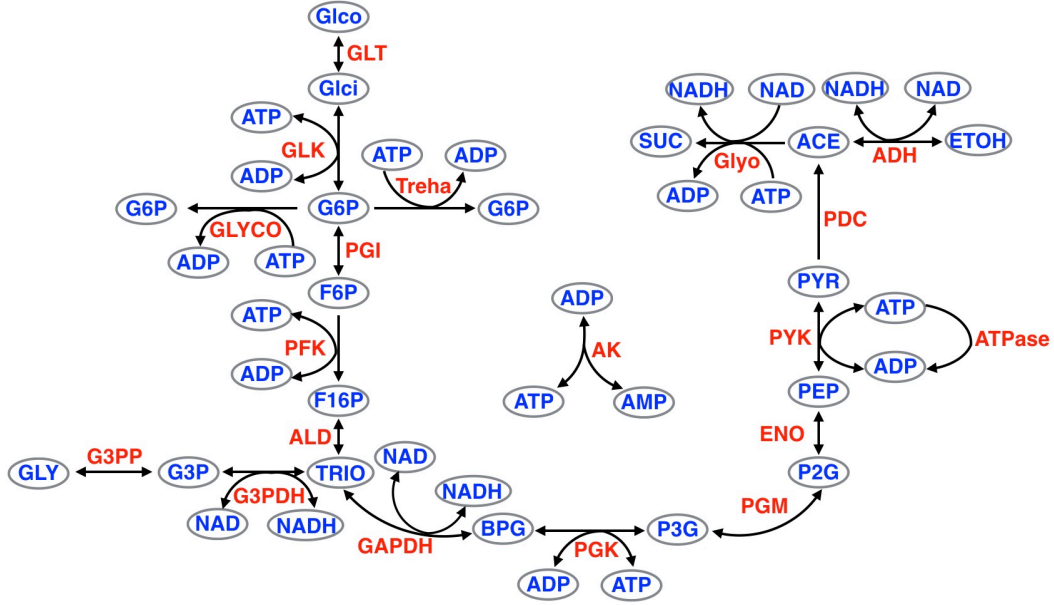 Glco
GLT
Glci
ATP
GLK
ADP
ATP
ADP
Treha
G6P
G6P
G6P
GLYCO
ADP
ATP
PGI
F6P
ATP
PFK
ADP
F16P
ALD
GLY
G3PP
G3P
TRIO
G3PDH
NAD
NADH
NAD
NADH
GAPDH
BPG
PGK
P3G
ADP
ATP
PGM
P2G
ENO
PEP
PYK
ATP
ADP
ATPase
PYR
PDC
ADP
AK
ATP
AMP
NADH
NAD
NADH
NAD
SUC
Glyo
ACE
ADH
ETOH
ADP
ATP